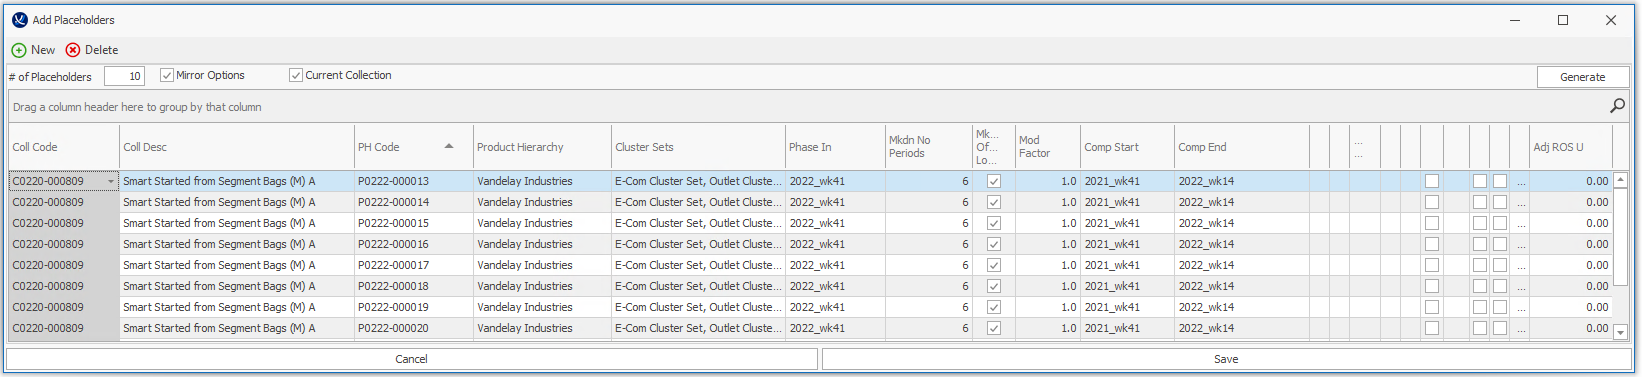 Add Placeholders
New Delete
# of Placeholders 10 Mirror Options Current Collection Generate
Drag a column header here to group by that column
Coll Code Coll Desc PH Code Product Hierarchy Cluster Sets Phase In Mkdn No Periods Mk... Of... Lo... Mod Factor Comp Start Comp End ... ... Adj ROS U
C0220-000809 Smart Started from Segment Bags (M) A P0222-000013 Vandelay Industries E-Com Cluster Set, Outlet Cluste... 2022_wk41 6 1.0 2021_wk41 2022_wk14 ... 0.00
C0220-000809 Smart Started from Segment Bags (M) A P0222-000014 Vandelay Industries E-Com Cluster Set, Outlet Cluste... 2022_wk41 6 1.0 2021_wk41 2022_wk14 ... 0.00
C0220-000809 Smart Started from Segment Bags (M) A P0222-000015 Vandelay Industries E-Com Cluster Set, Outlet Cluste... 2022_wk41 6 1.0 2021_wk41 2022_wk14 ... 0.00
C0220-000809 Smart Started from Segment Bags (M) A P0222-000016 Vandelay Industries E-Com Cluster Set, Outlet Cluste... 2022_wk41 6 1.0 2021_wk41 2022_wk14 ... 0.00
C0220-000809 Smart Started from Segment Bags (M) A P0222-000017 Vandelay Industries E-Com Cluster Set, Outlet Cluste... 2022_wk41 6 1.0 2021_wk41 2022_wk14 ... 0.00
C0220-000809 Smart Started from Segment Bags (M) A P0222-000018 Vandelay Industries E-Com Cluster Set, Outlet Cluste... 2022_wk41 6 1.0 2021_wk41 2022_wk14 ... 0.00
C0220-000809 Smart Started from Segment Bags (M) A P0222-000019 Vandelay Industries E-Com Cluster Set, Outlet Cluste... 2022_wk41 6 1.0 2021_wk41 2022_wk14 ... 0.00
C0220-000809 Smart Started from Segment Bags (M) A P0222-000020 Vandelay Industries E-Com Cluster Set, Outlet Cluste... 2022_wk41 6 1.0 2021_wk41 2022_wk14 ... 0.00
Cancel Save